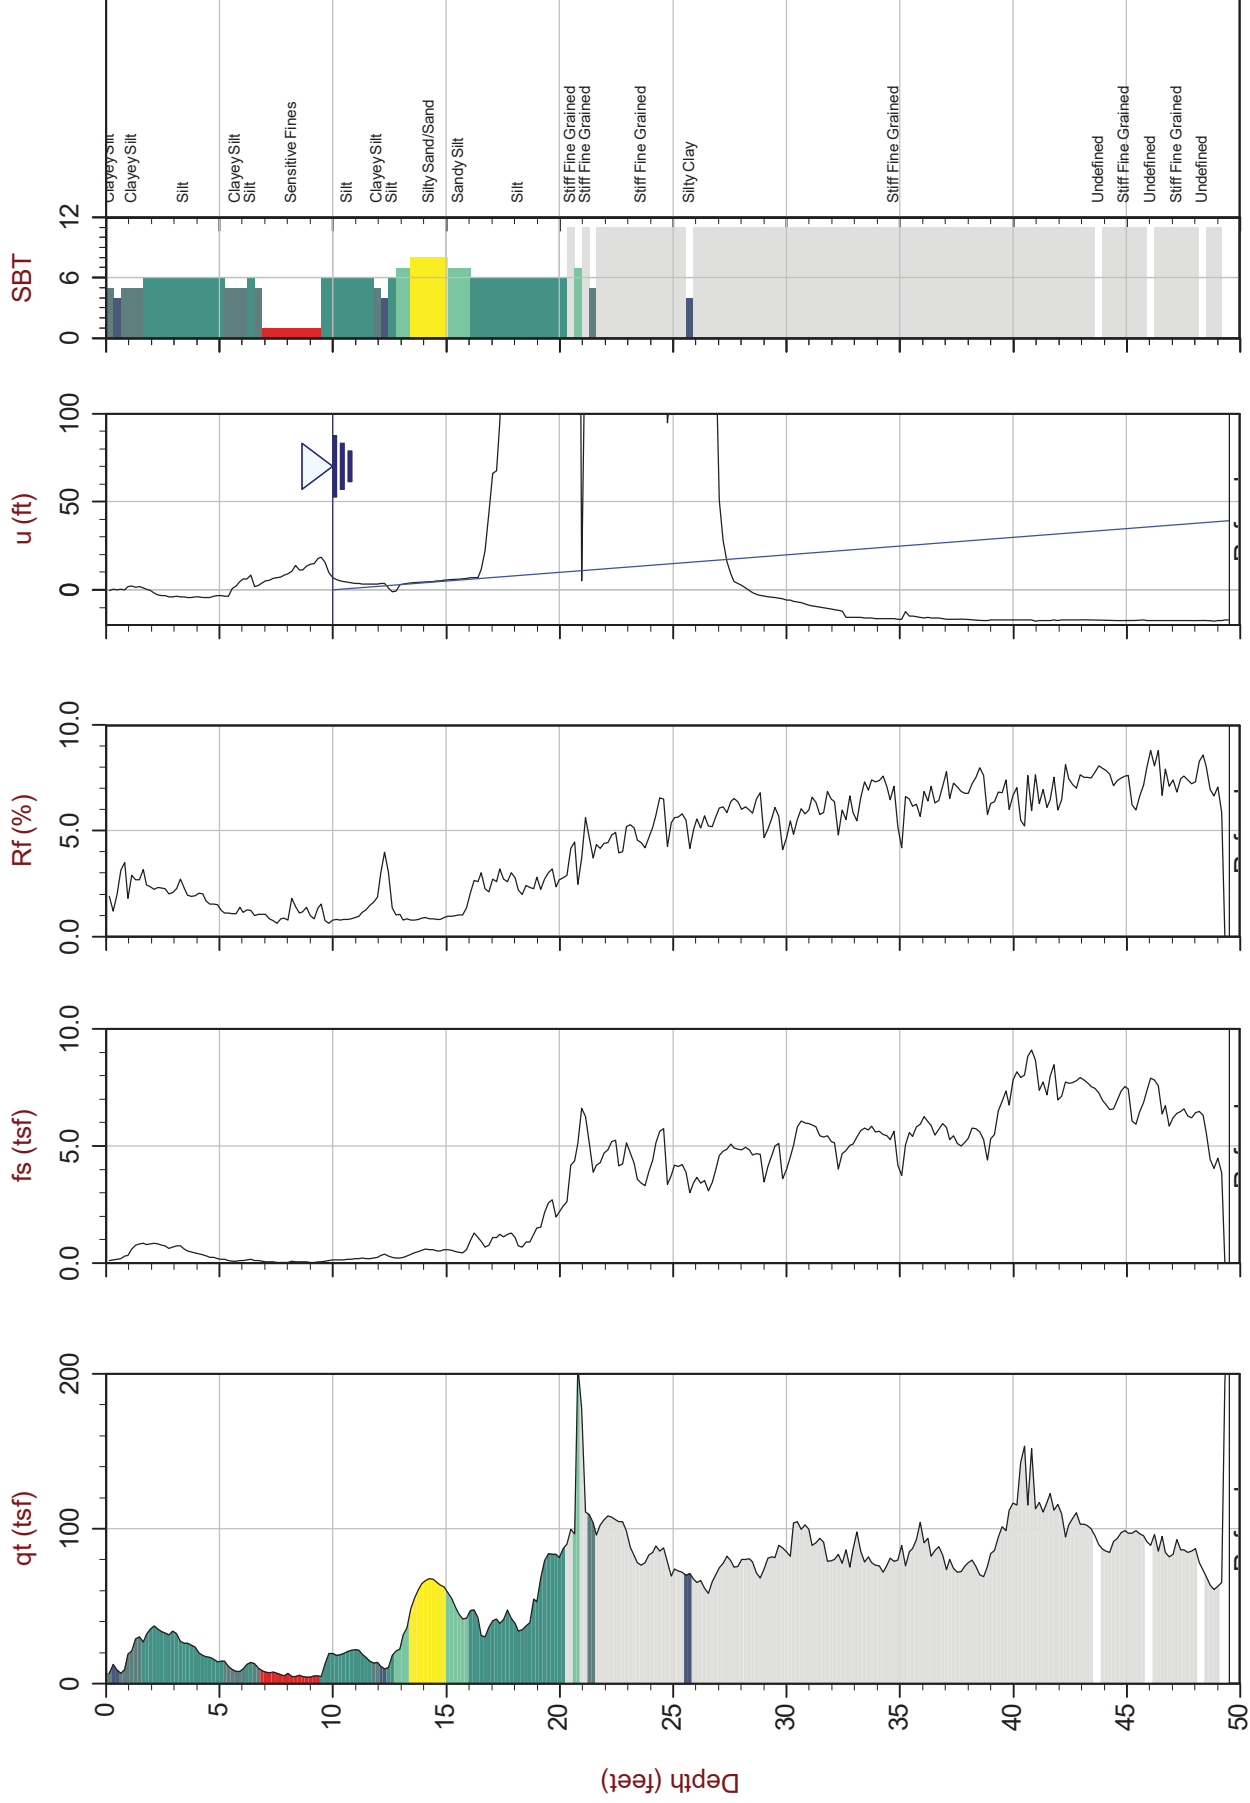 Depth (feet)
0
5
10
15
20
25
30
35
40
45
50
qt (tsf)
0
100
200
fs (tsf)
0.0
5.0
10.0
Rf (%)
0.0
5.0
10.0
u (ft)
0
50
100
SBT
0
6
12
Clayey Silt
Clayey Silt
Silt
Clayey Silt
Silt
Sensitive Fines
Silt
Clayey Silt
Silt
Silty Sand/Sand
Sandy Silt
Silt
Stiff Fine Grained
Stiff Fine Grained
Stiff Fine Grained
Silty Clay
Stiff Fine Grained
Undefined
Stiff Fine Grained
Undefined
Stiff Fine Grained
Undefined